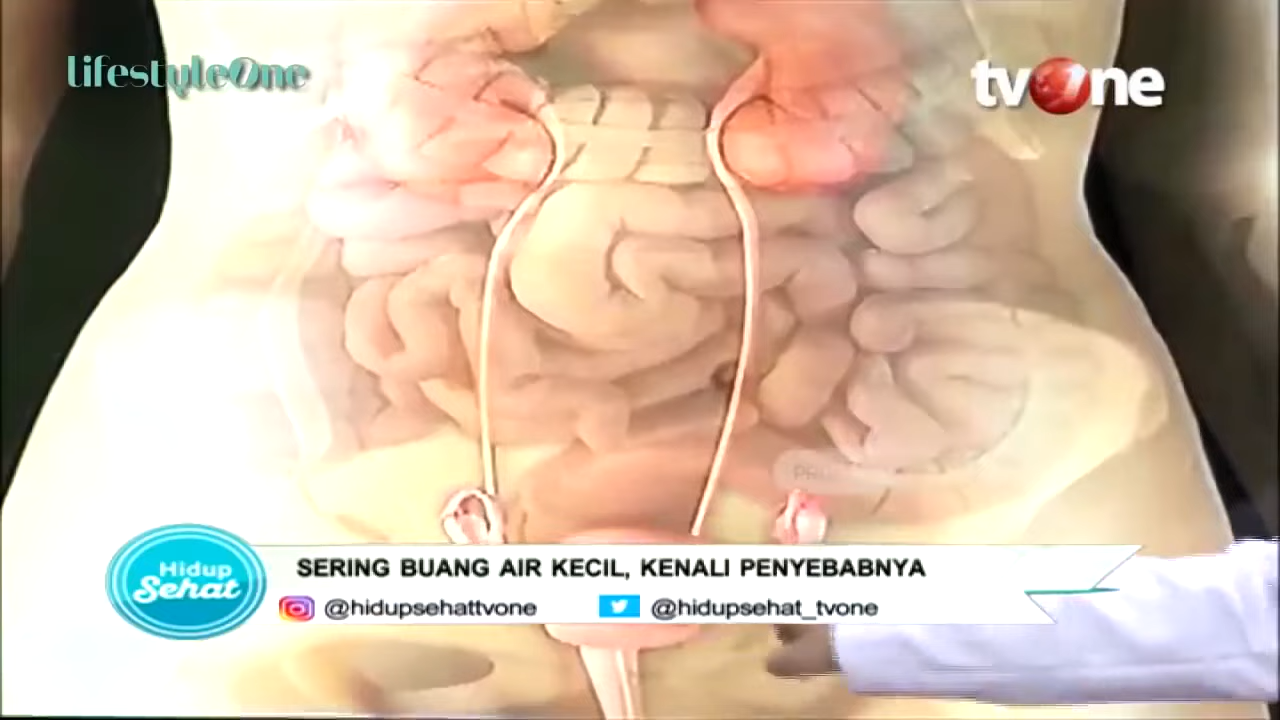 lifestyleOne
tvOne
Hidup
Sehat
SERING BUANG AIR KECIL, KENALI PENYEBABNYA
@hidupsehattvone
@hidupsehat_tvone